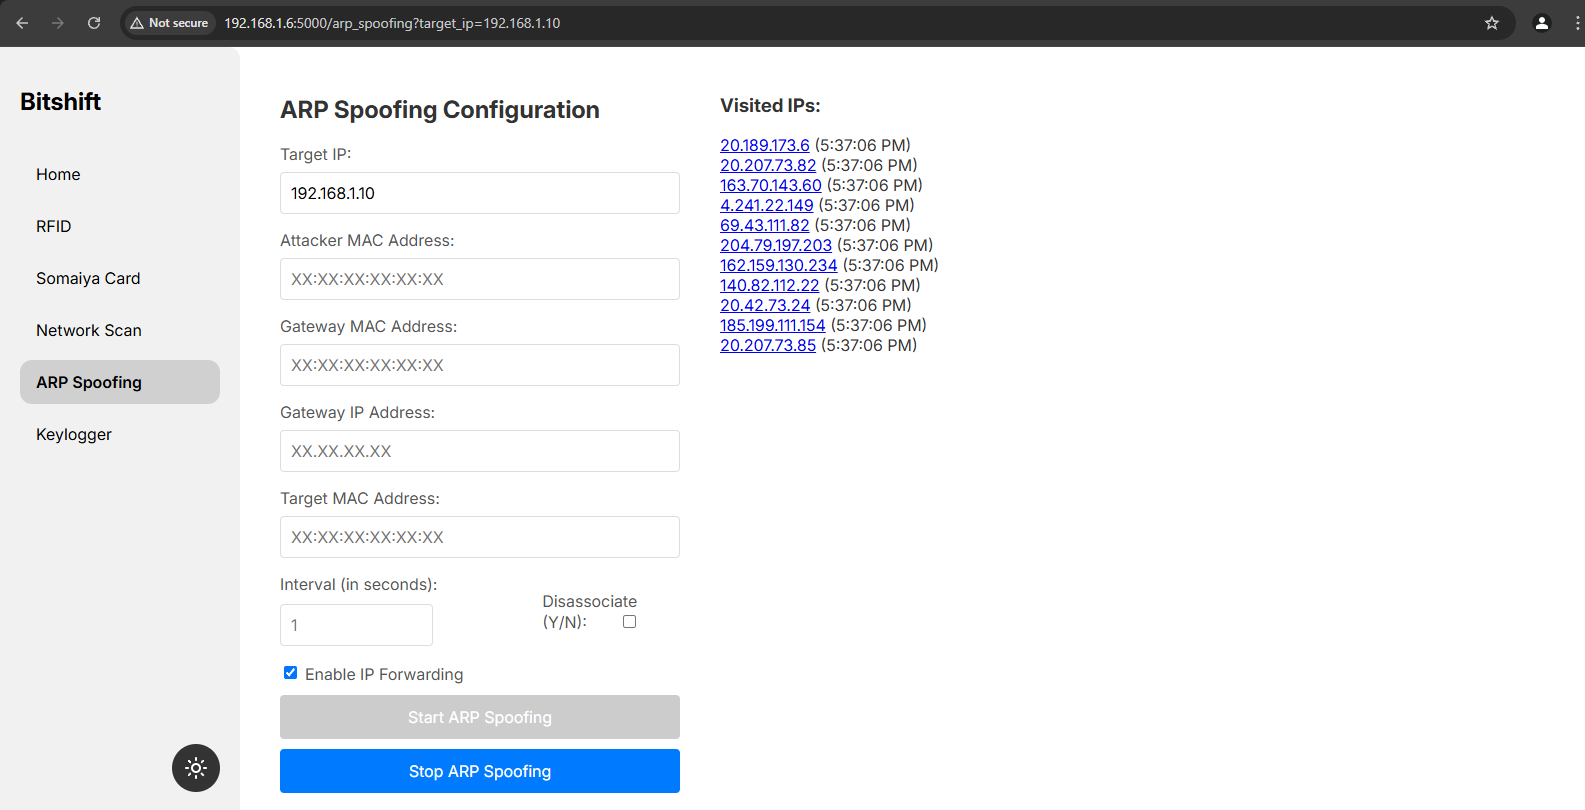 Not secure 192.168.1.6:5000/arp_spoofing?target_ip=192.168.1.10
Bitshift
Home
RFID
Somaiya Card
Network Scan
ARP Spoofing
Keylogger
ARP Spoofing Configuration
Target IP:
192.168.1.10
Attacker MAC Address:
XX:XX:XX:XX:XX:XX
Gateway MAC Address:
XX:XX:XX:XX:XX:XX
Gateway IP Address:
XX.XX.XX.XX
Target MAC Address:
XX:XX:XX:XX:XX:XX
Interval (in seconds):
1
Disassociate
(Y/N):
Enable IP Forwarding
Start ARP Spoofing
Stop ARP Spoofing
Visited IPs:
20.189.173.6 (5:37:06 PM)
20.207.73.82 (5:37:06 PM)
163.70.143.60 (5:37:06 PM)
4.241.22.149 (5:37:06 PM)
69.43.111.82 (5:37:06 PM)
204.79.197.203 (5:37:06 PM)
162.159.130.234 (5:37:06 PM)
140.82.112.22 (5:37:06 PM)
20.42.73.24 (5:37:06 PM)
185.199.111.154 (5:37:06 PM)
20.207.73.85 (5:37:06 PM)